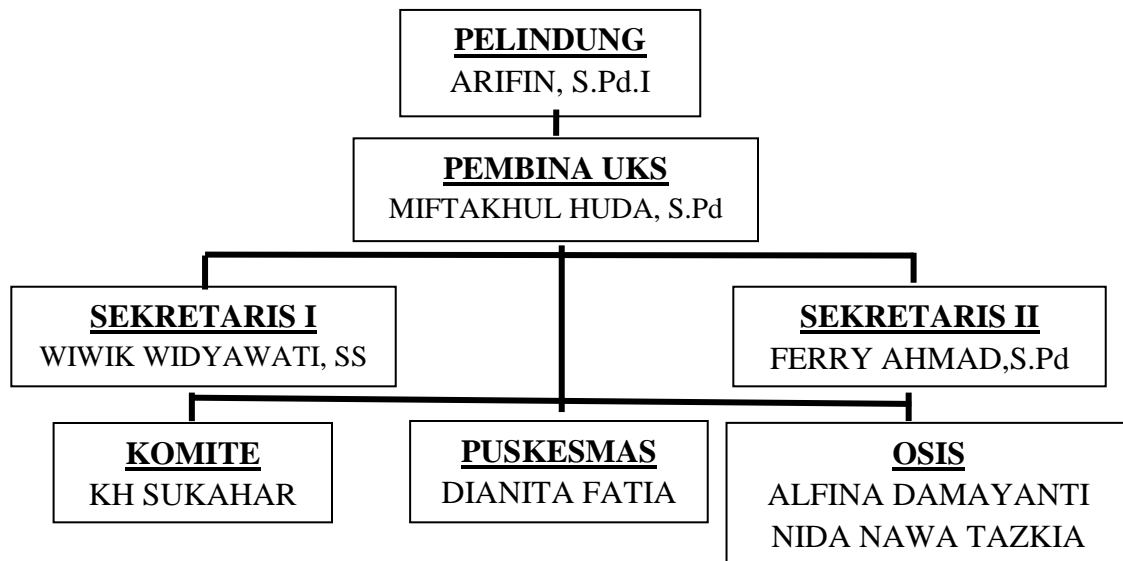 PELINDUNG
ARIFIN, S.Pd.I
PEMBINA UKS
MIFTAKHUL HUDA, S.Pd
SEKRETARIS I
WIWIK WIDYAWATI, SS
SEKRETARIS II
FERRY AHMAD,S.Pd
KOMITE
KH SUKAHAR
PUSKESMAS
DIANITA FATIA
OSIS
ALFINA DAMAYANTI
NIDA NAWA TAZKIA